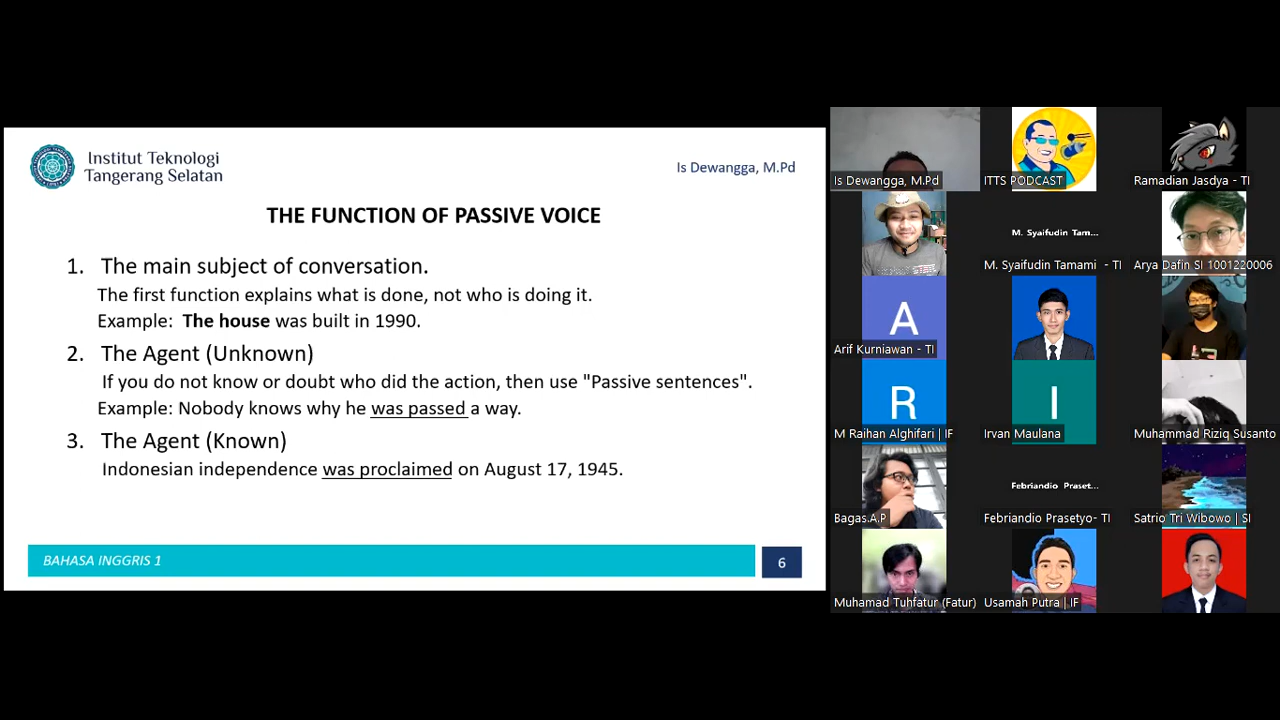 Institut Teknologi
Tangerang Selatan
Is Dewangga, M.Pd
THE FUNCTION OF PASSIVE VOICE
1. The main subject of conversation.
The first function explains what is done, not who is doing it.
Example: The house was built in 1990.
2. The Agent (Unknown)
If you do not know or doubt who did the action, then use "Passive sentences".
Example: Nobody knows why he was passed a way.
3. The Agent (Known)
Indonesian independence was proclaimed on August 17, 1945.
BAHASA INGGRIS 1
6
Is Dewangga, M.Pd
ITTS PODCAST
Ramadian Jasdya - TI
M. Syaifudin Tam...
M. Syaifudin Tamami - TI
Arya Dafin SI 1001220006
A
Arif Kurniawan - TI
R
M Raihan Alghifari | IF
I
Irvan Maulana
Muhammad Riziq Susanto
Bagas.A.P
Febriandio Praset...
Febriandio Prasetyo- TI
Satrio Tri Wibowo | SI
Muhamad Tuhfatur (Fatur)
Usamah Putra | IF